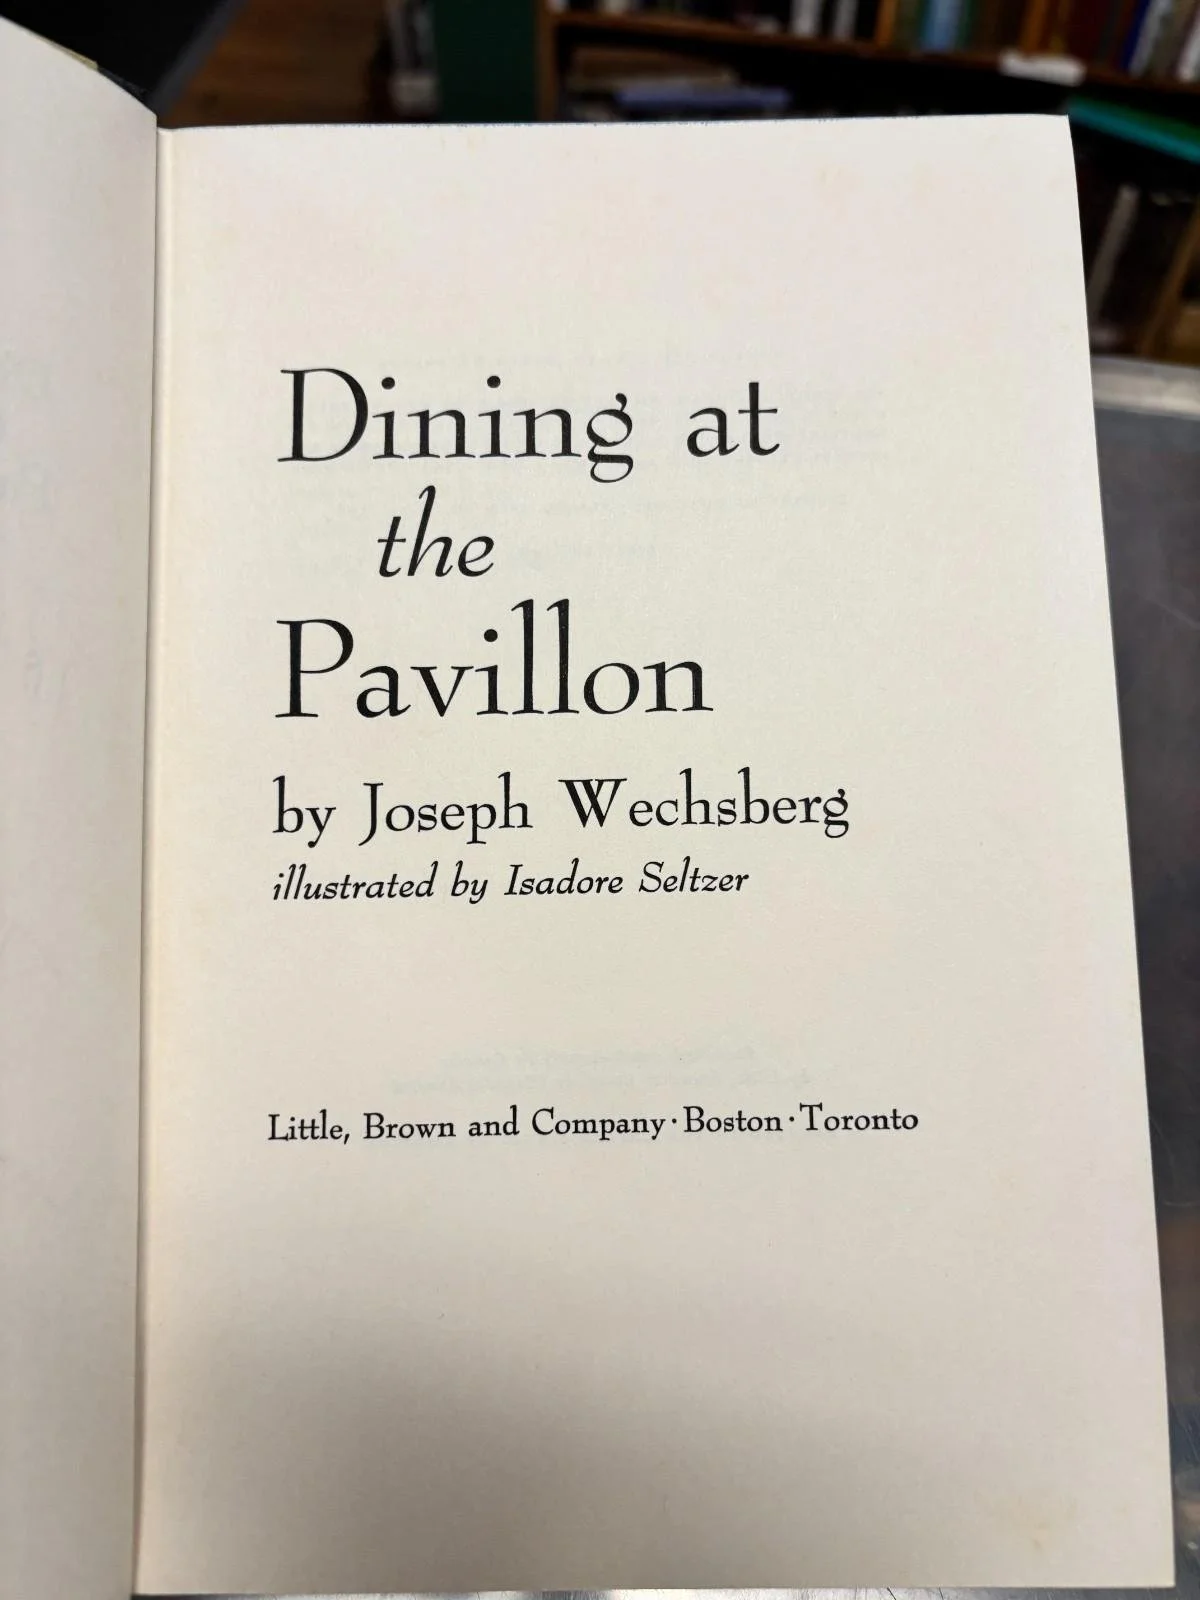 Dining at
the
Pavillon
by Joseph Wechsberg
illustrated by Isadore Seltzer
Little, Brown and Company · Boston · Toronto